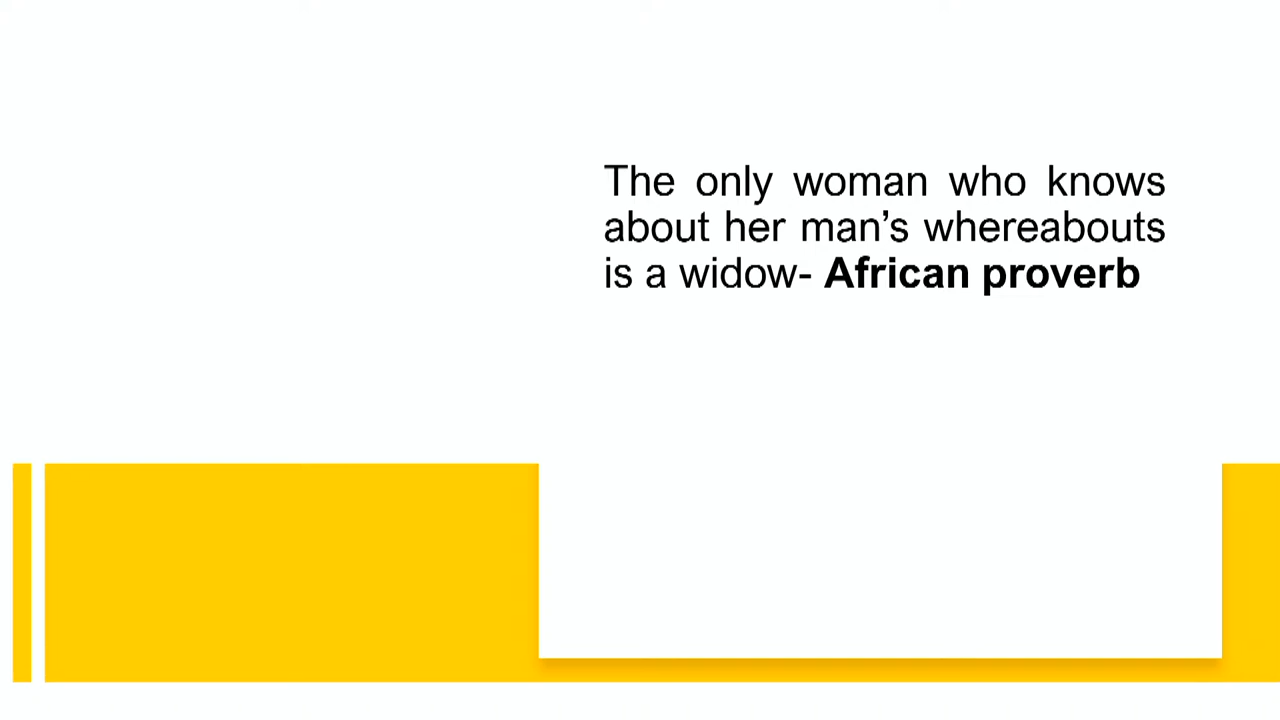 The only woman who knows
about her man’s whereabouts
is a widow- African proverb